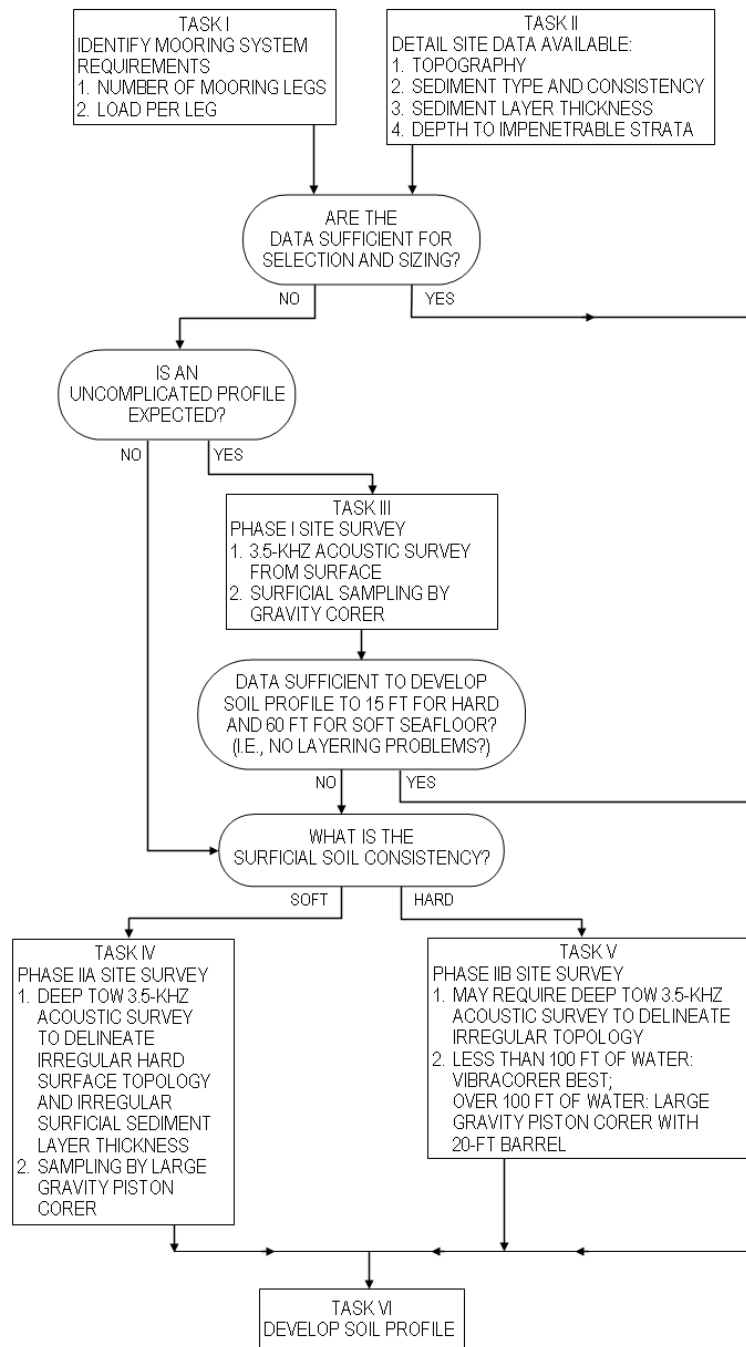 TASK I
IDENTIFY MOORING SYSTEM
REQUIREMENTS
1. NUMBER OF MOORING LEGS
2. LOAD PER LEG
TASK II
DETAIL SITE DATA AVAILABLE:
1. TOPOGRAPHY
2. SEDIMENT TYPE AND CONSISTENCY
3. SEDIMENT LAYER THICKNESS
4. DEPTH TO IMPENETRABLE STRATA
ARE THE
DATA SUFFICIENT FOR
SELECTION AND SIZING?
NO
YES
IS AN
UNCOMPLICATED PROFILE
EXPECTED?
NO
YES
TASK III
PHASE I SITE SURVEY
1. 3.5-KHZ ACOUSTIC SURVEY
FROM SURFACE
2. SURFICIAL SAMPLING BY
GRAVITY CORER
DATA SUFFICIENT TO DEVELOP
SOIL PROFILE TO 15 FT FOR HARD
AND 60 FT FOR SOFT SEAFLOOR?
(I.E., NO LAYERING PROBLEMS?)
NO
YES
WHAT IS THE
SURFICIAL SOIL CONSISTENCY?
SOFT
HARD
TASK IV
PHASE IIA SITE SURVEY
1. DEEP TOW 3.5-KHZ
ACOUSTIC SURVEY
TO DELINEATE
IRREGULAR HARD
SURFACE TOPOLOGY
AND IRREGULAR
SURFICIAL SEDIMENT
LAYER THICKNESS
2. SAMPLING BY LARGE
GRAVITY PISTON
CORER
TASK V
PHASE IIB SITE SURVEY
1. MAY REQUIRE DEEP TOW 3.5-KHZ
ACOUSTIC SURVEY TO DELINEATE
IRREGULAR TOPOLOGY
2. LESS THAN 100 FT OF WATER:
VIBRACORER BEST;
OVER 100 FT OF WATER: LARGE
GRAVITY PISTON CORER WITH
20-FT BARREL
TASK VI
DEVELOP SOIL PROFILE